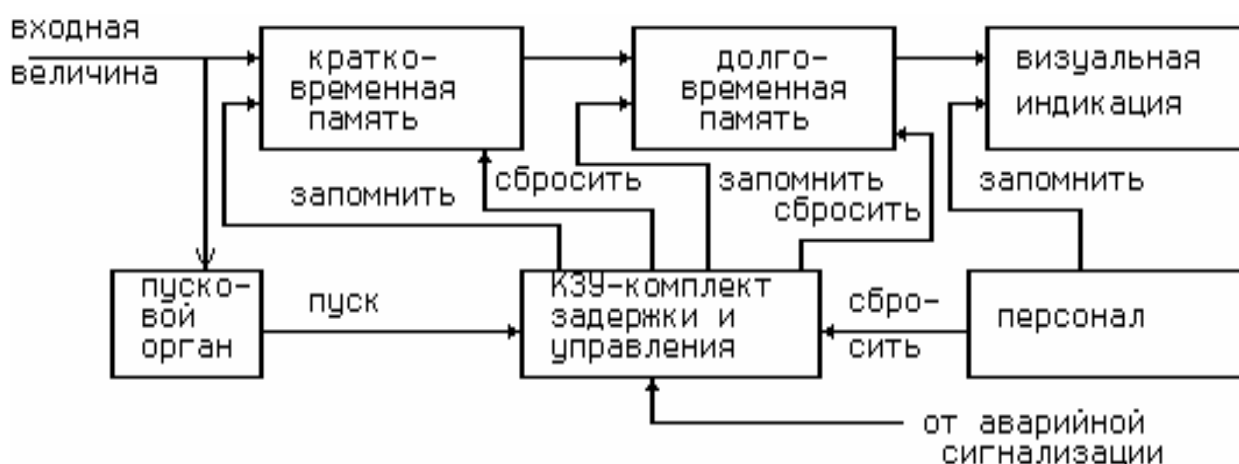 входная
величина
кратко-
временная
память
долго-
временная
память
визуальная
индикация
запомнить
сбросить
запомнить
сбросить
запомнить
пуско-
вой
орган
пуск
КЗУ-комплект
задержки и
управления
сбро-
сить
персонал
от аварийной
сигнализации